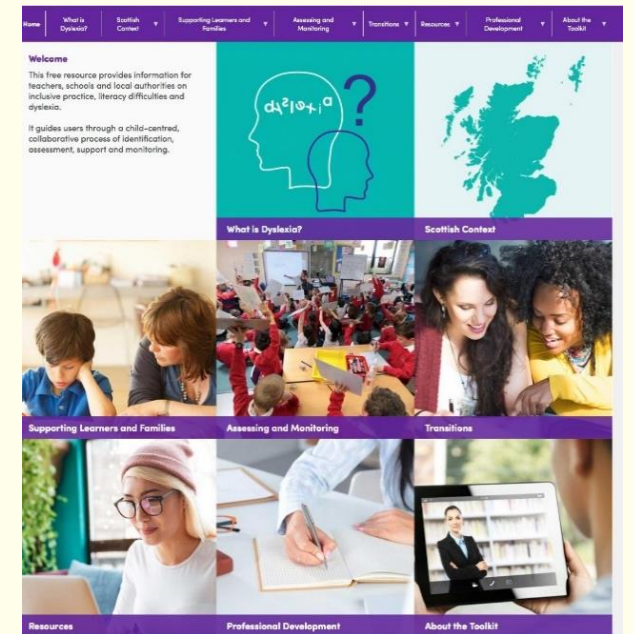 Home
What is
Dyslexia?
Scottish
Context
Supporting Learners and
Families
Assessing and
Monitoring
Transitions
Resources
Professional
Development
About the
Toolkit
Welcome
This free resource provides information for
teachers, schools and local authorities on
inclusive practice, literacy difficulties and
dyslexia.
It guides users through a child-centred,
collaborative process of identification,
assessment, support and monitoring.
?
What is Dyslexia?
Scottish Context
Supporting Learners and Families
Assessing and Monitoring
Transitions
Resources
Professional Development
About the Toolkit